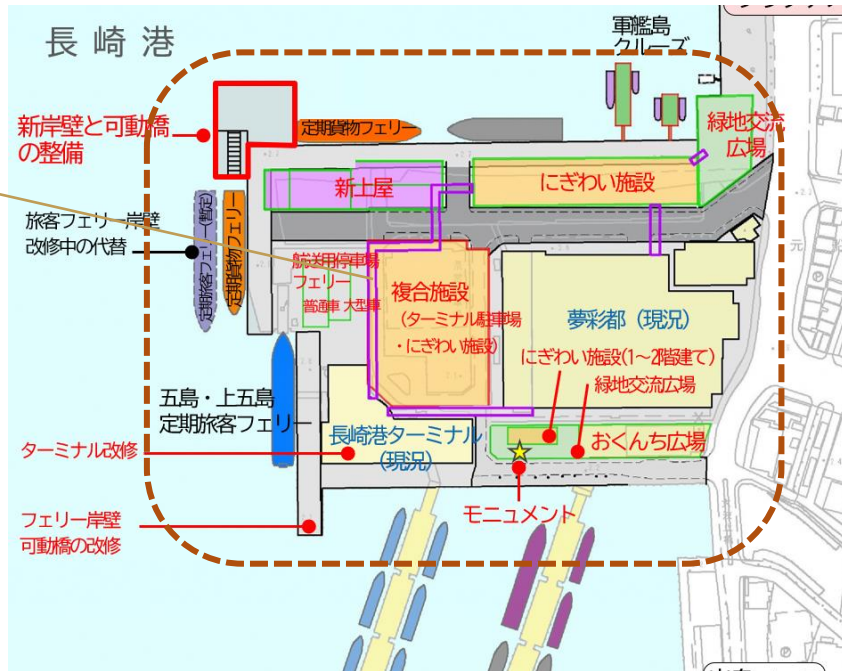 長崎港
軍艦島
クルーズ
新岸壁と可動橋
の整備
定期貨物フェリー
緑地交流
広場
新上屋
にぎわい施設
旅客フェリー岸壁
改修中の代替
定期旅客フェリー(暫定)
定期貨物フェリー
航送用停車場
フェリー
普通車 大型車
複合施設
(ターミナル駐車場
・にぎわい施設)
夢彩都(現況)
にぎわい施設(1~2階建て)
緑地交流広場
五島・上五島
定期旅客フェリー
ターミナル改修
長崎港ターミナル
(現況)
おくんち広場
モニュメント
フェリー岸壁
可動橋の改修
元